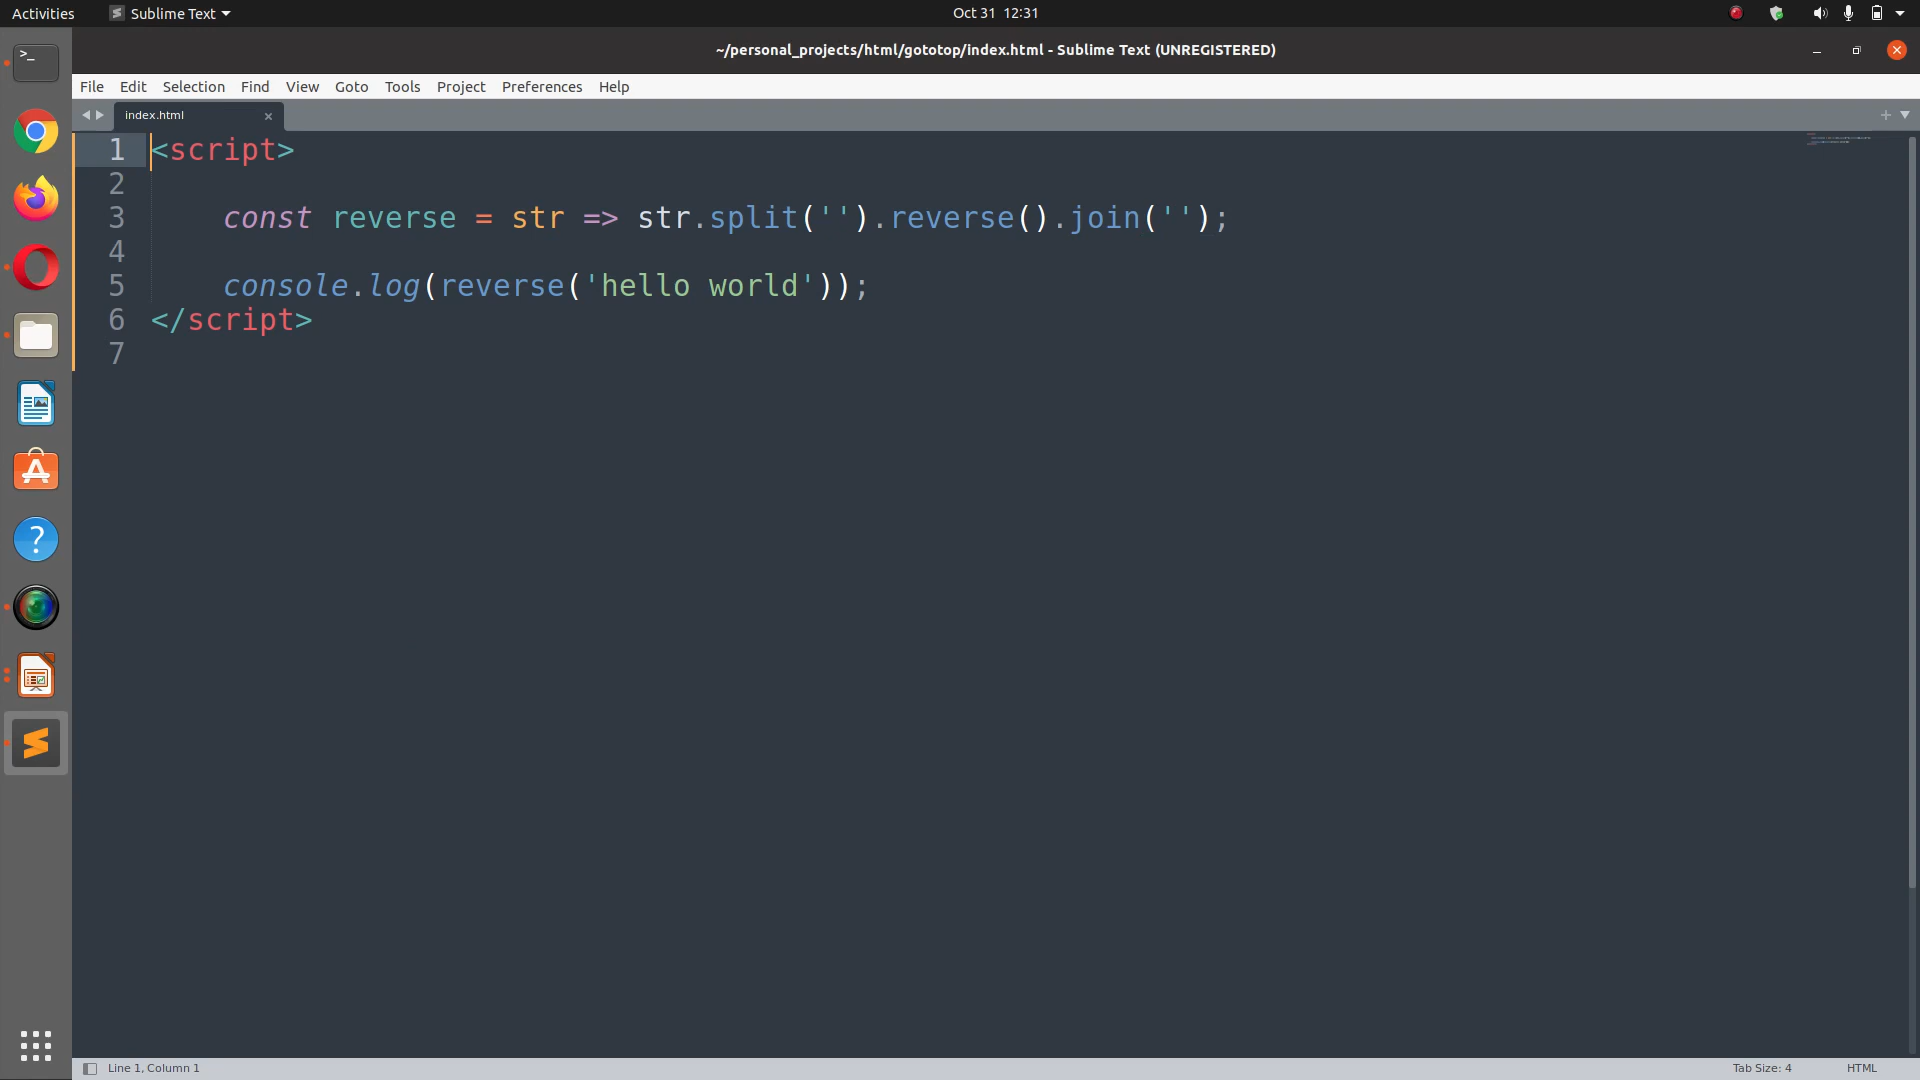 Activities Sublime Text Oct 31 12:31
~/personal_projects/html/gototop/index.html - Sublime Text (UNREGISTERED)
File Edit Selection Find View Goto Tools Project Preferences Help
index.html
1 <script>
2
3     const reverse = str => str.split('').reverse().join('');
4
5     console.log(reverse('hello world'));
6 </script>
7
Line 1, Column 1 Tab Size: 4 HTML